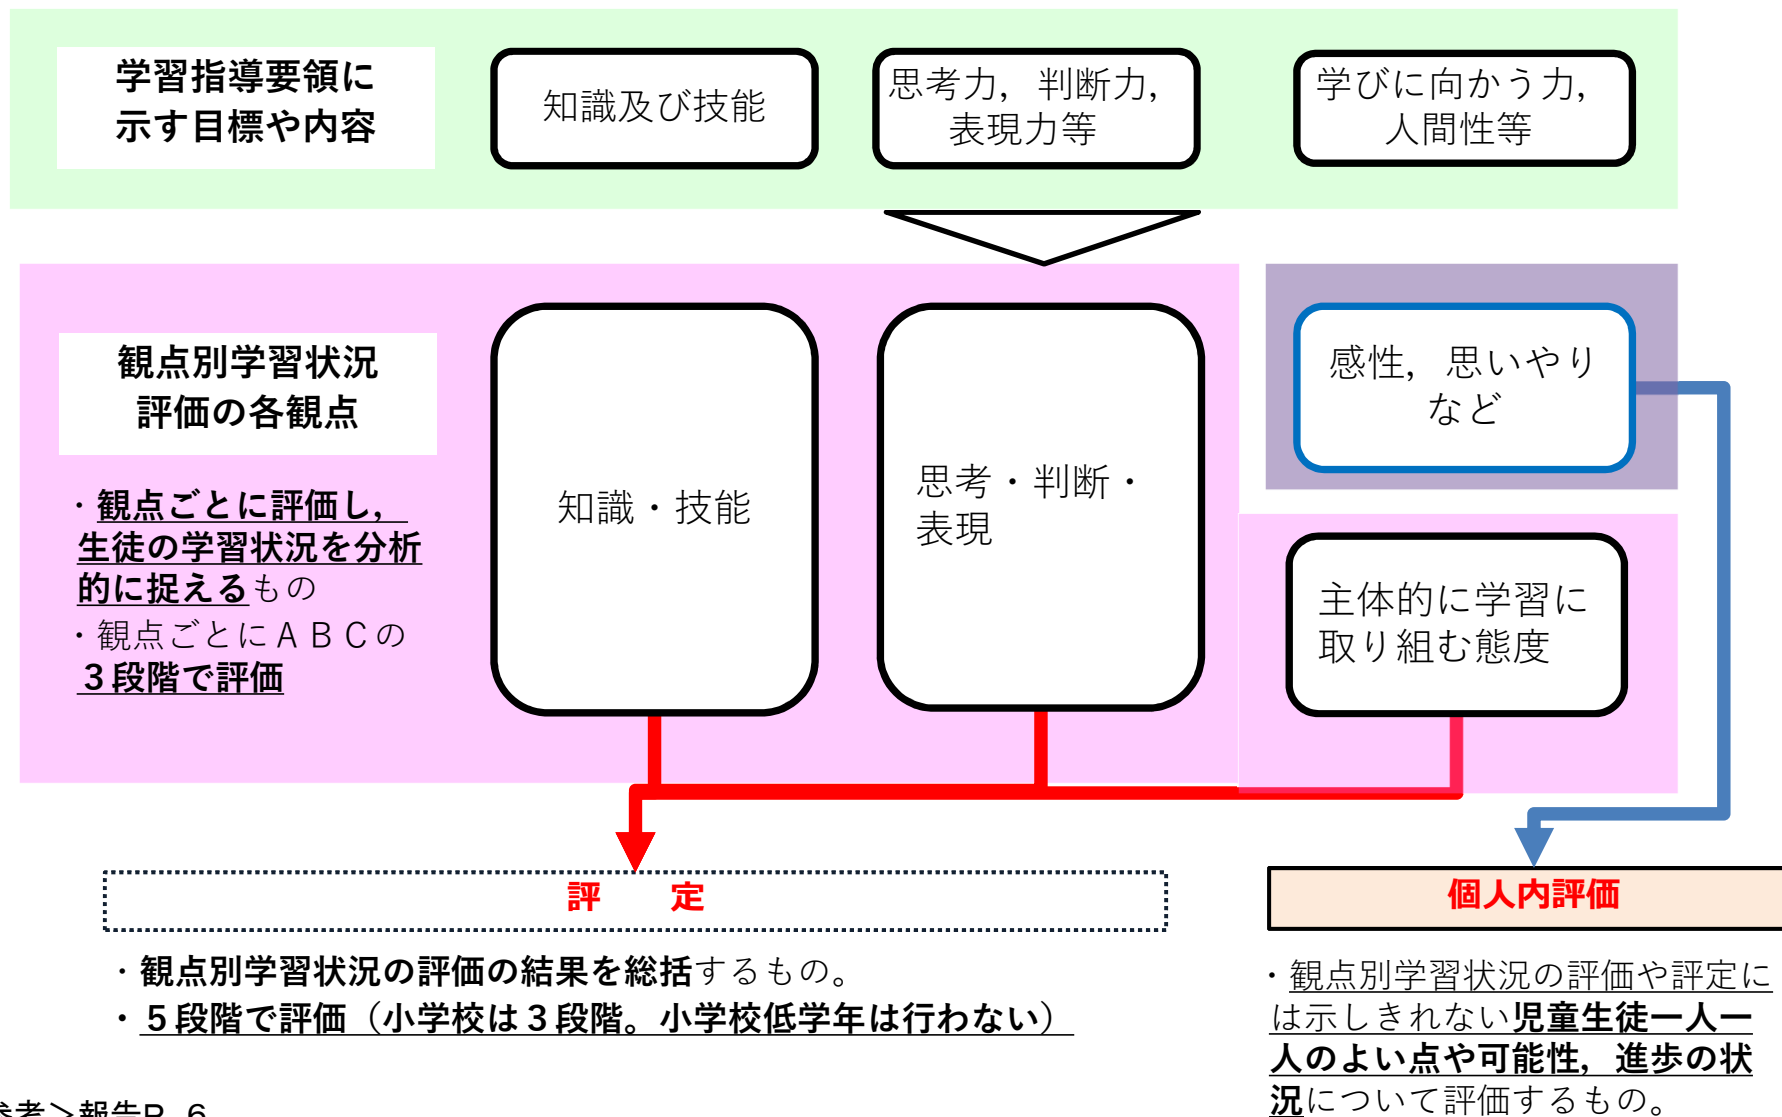 学習指導要領に
示す目標や内容
知識及び技能
思考力，判断力，
表現力等
学びに向かう力，
人間性等
観点別学習状況
評価の各観点
・観点ごとに評価し，
生徒の学習状況を分析
的に捉えるもの
・観点ごとにＡＢＣの
３段階で評価
知識・技能
思考・判断・
表現
感性，思いやり
など
主体的に学習に
取り組む態度
評　定
・観点別学習状況の評価の結果を総括するもの。
・５段階で評価（小学校は３段階。小学校低学年は行わない）
個人内評価
・観点別学習状況の評価や評定に
は示しきれない児童生徒一人一
人のよい点や可能性，進歩の状
況について評価するもの。
考＞報告P. 6